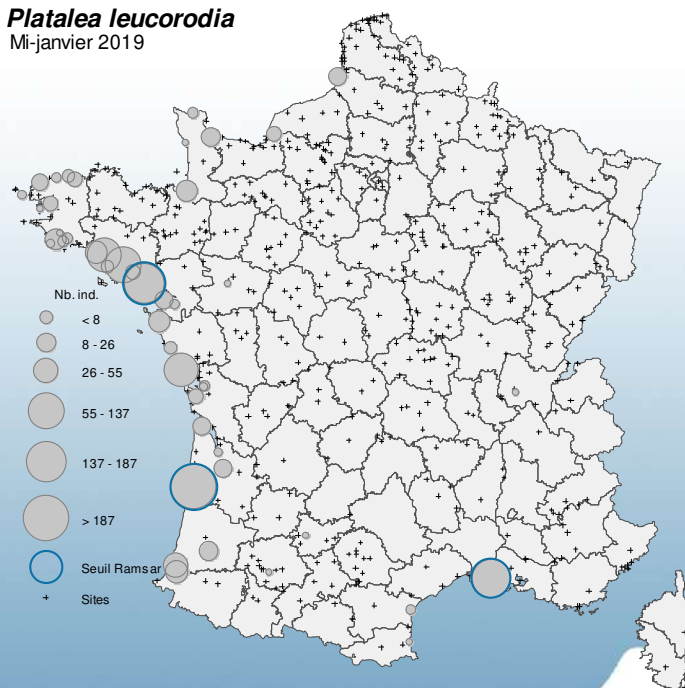 Platalea leucorodia
Mi-janvier 2019
Nb. ind.
< 8
8 - 26
26 - 55
55 - 137
137 - 187
> 187
Seuil Ramsar
Sites